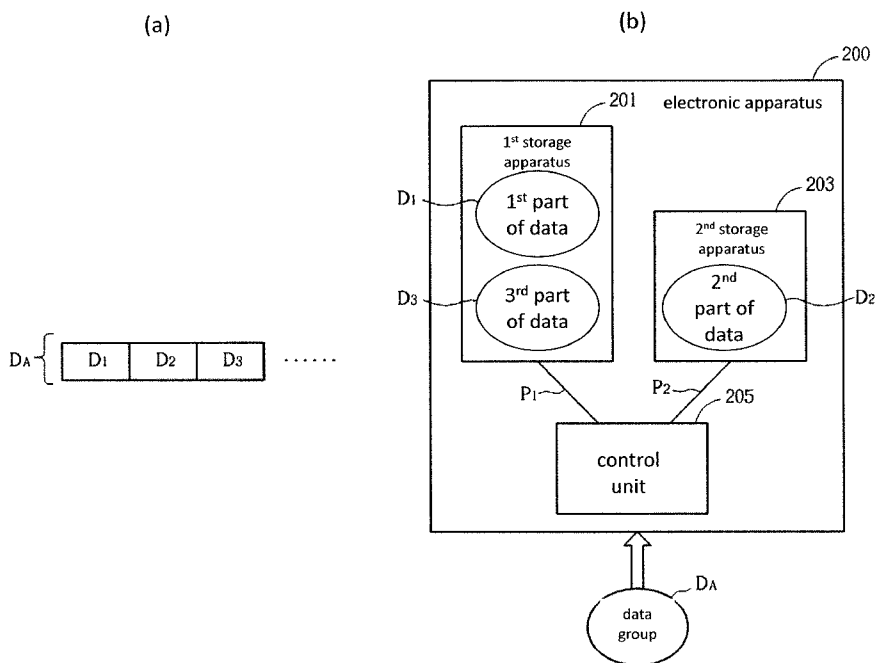 (a)
(b)
200
electronic apparatus
201
1st storage
apparatus
D1
1st part
of data
203
2nd storage
apparatus
D3
3rd part
of data
2nd
part of
data
D2
DA
D1 D2 D3 ······
P1
P2
205
control
unit
DA
data
group